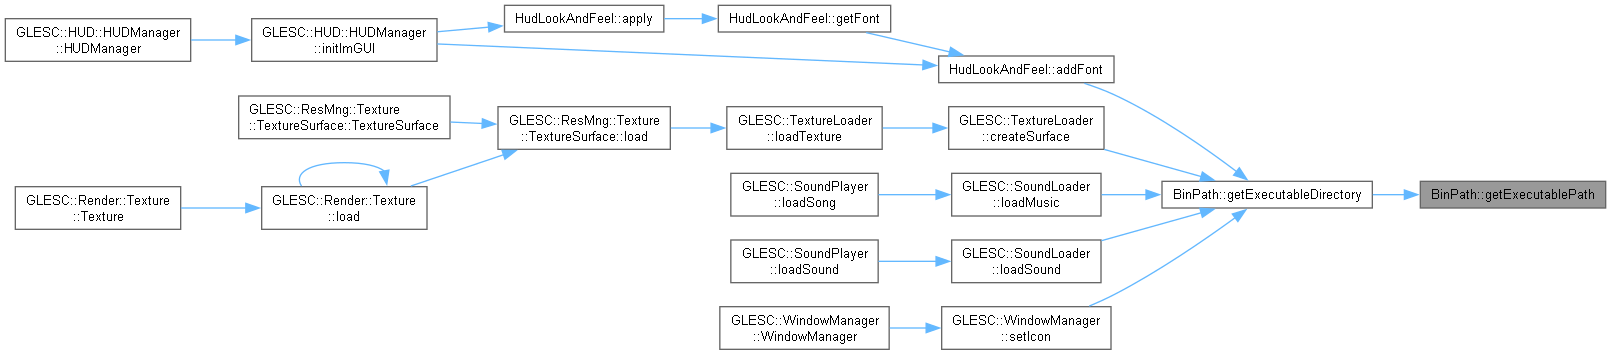 GLESC::HUD::HUDManager
::HUDManager
GLESC::HUD::HUDManager
::initImGUI
HudLookAndFeel::apply
HudLookAndFeel::getFont
HudLookAndFeel::addFont
GLESC::ResMng::Texture
::TextureSurface::TextureSurface
GLESC::ResMng::Texture
::TextureSurface::load
GLESC::TextureLoader
::loadTexture
GLESC::TextureLoader
::createSurface
GLESC::Render::Texture
::Texture
GLESC::Render::Texture
::load
GLESC::SoundPlayer
::loadSong
GLESC::SoundLoader
::loadMusic
BinPath::getExecutableDirectory
BinPath::getExecutablePath
GLESC::SoundPlayer
::loadSound
GLESC::SoundLoader
::loadSound
GLESC::WindowManager
::WindowManager
GLESC::WindowManager
::setIcon